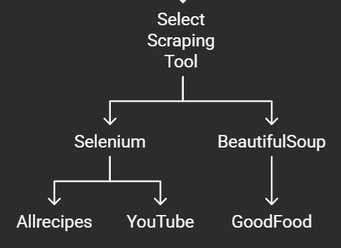 Select
Scraping
Tool
Selenium
BeautifulSoup
Allrecipes
YouTube
GoodFood